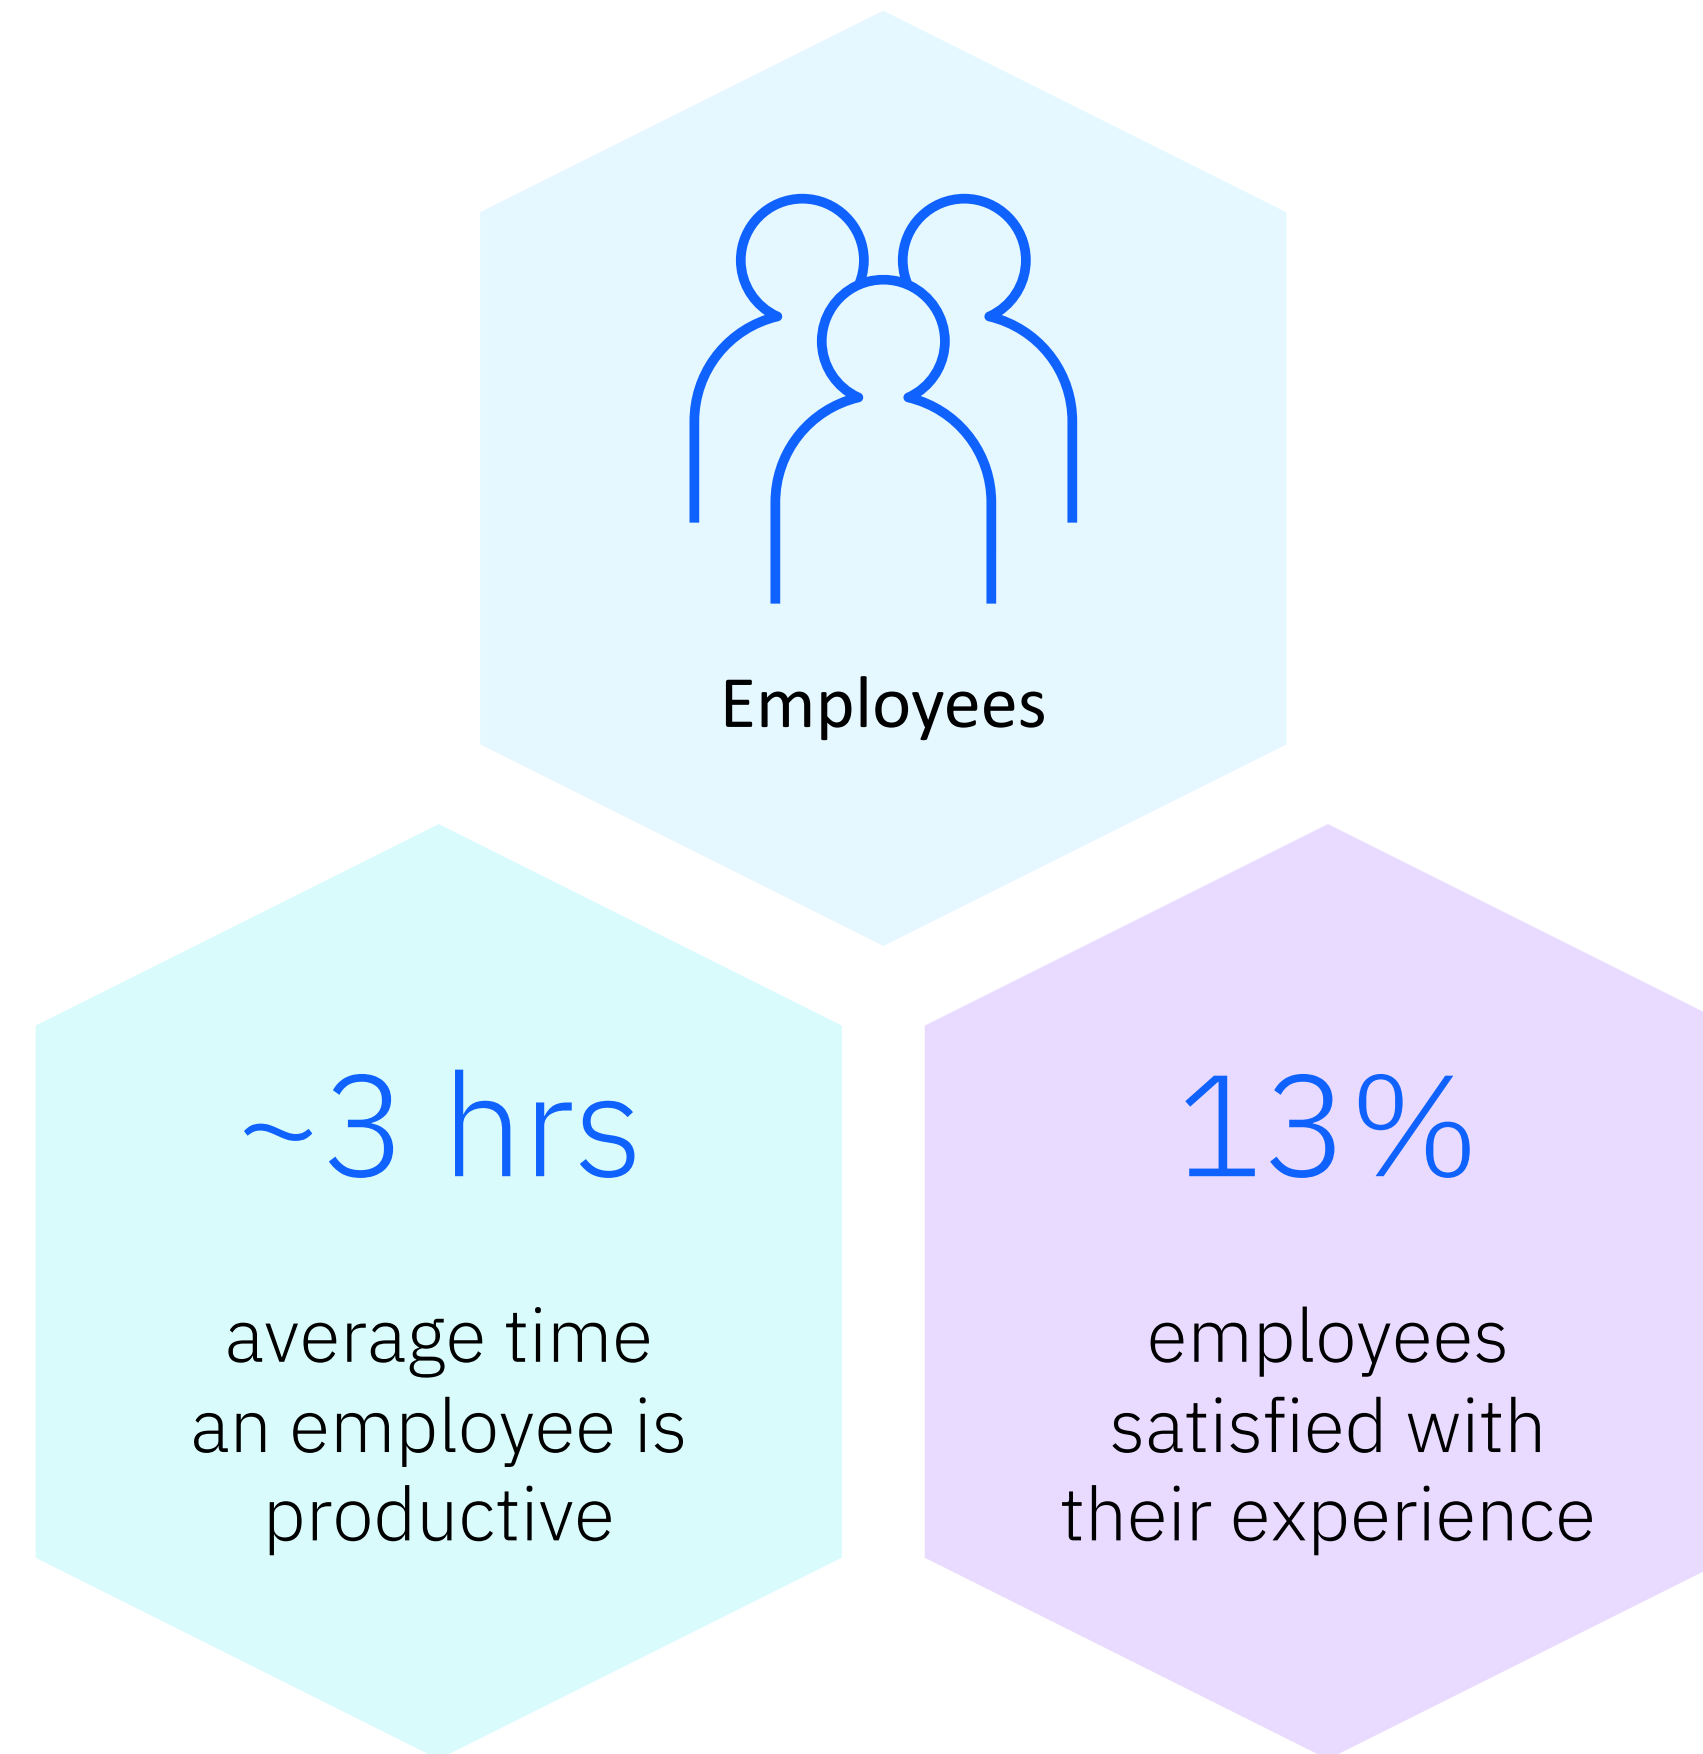 Employees
~3 hrs
average time
an employee is
productive
13%
employees
satisfied with
their experience